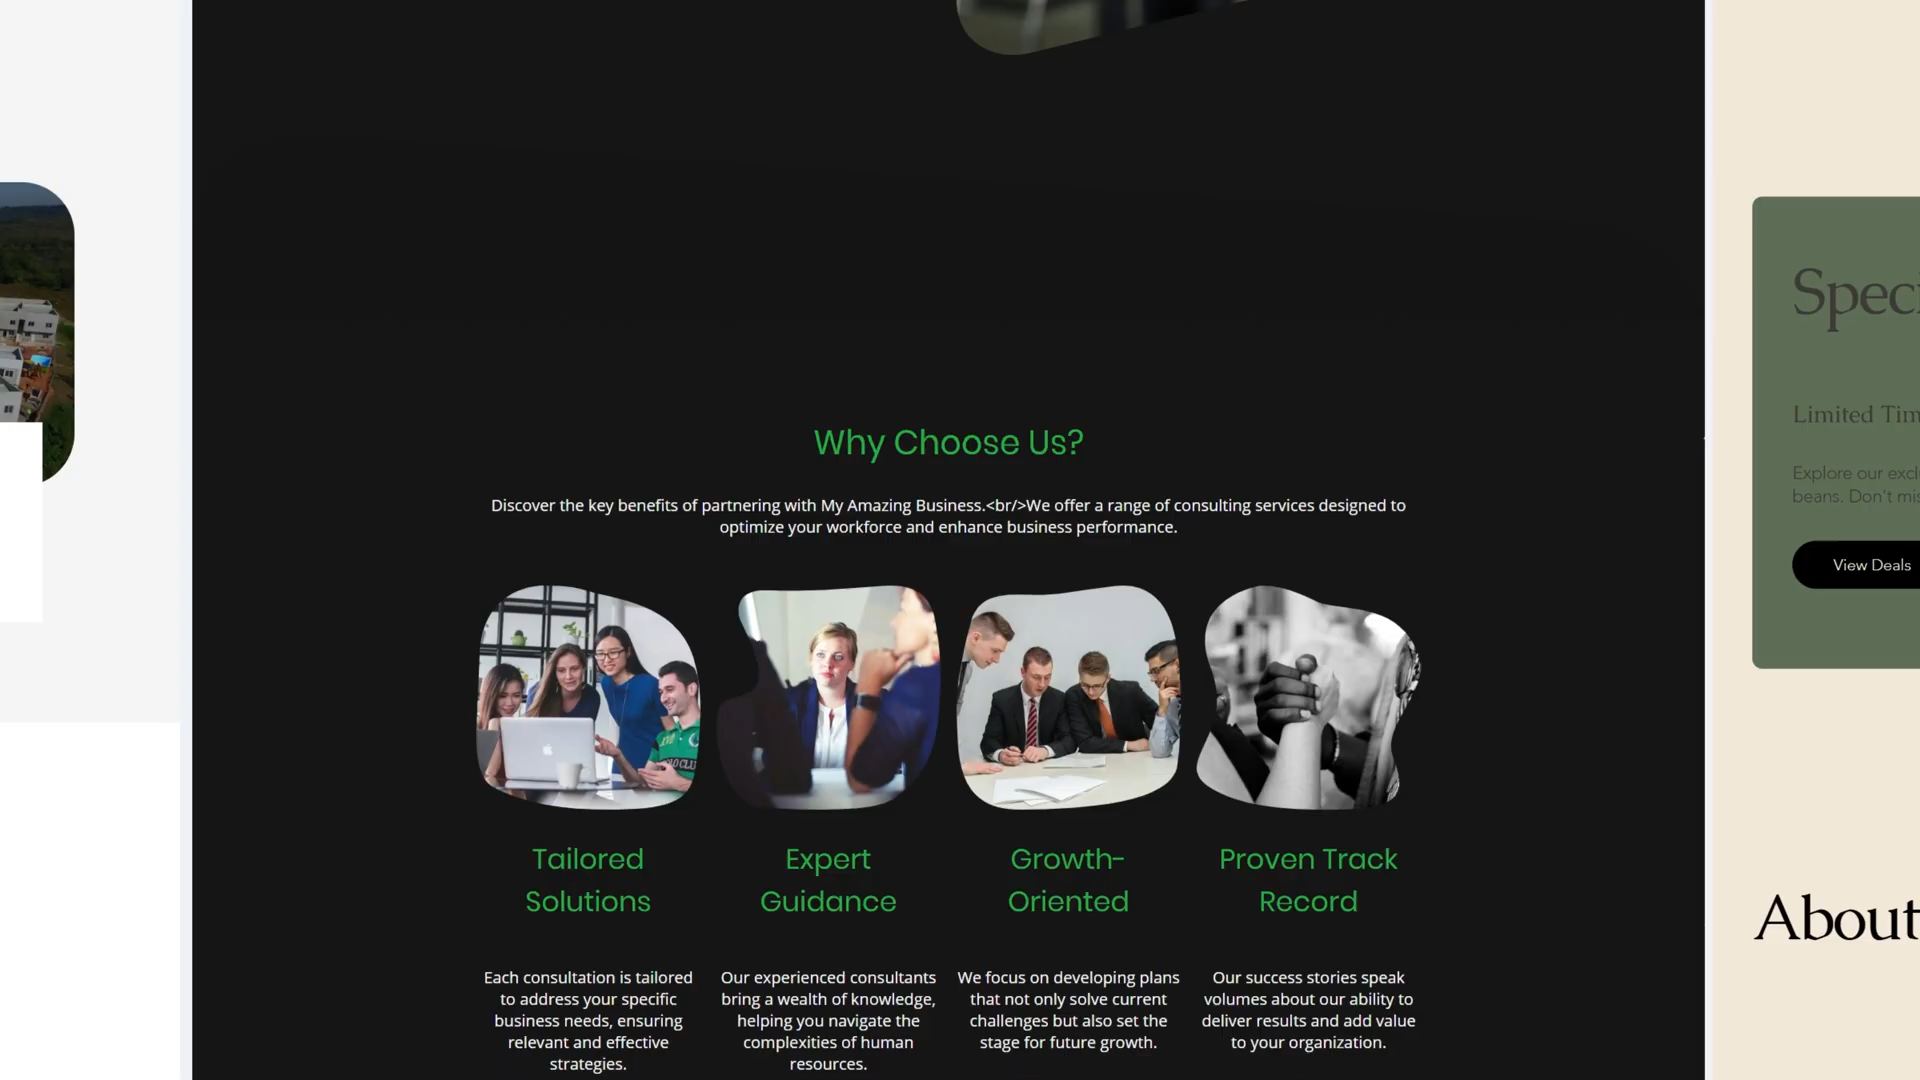 Why Choose Us?
Discover the key benefits of partnering with My Amazing Business.<br/>We offer a range of consulting services designed to
optimize your workforce and enhance business performance.
Tailored
Solutions
Each consultation is tailored
to address your specific
business needs, ensuring
relevant and effective
strategies.
Expert
Guidance
Our experienced consultants
bring a wealth of knowledge,
helping you navigate the
complexities of human
resources.
Growth-
Oriented
We focus on developing plans
that not only solve current
challenges but also set the
stage for future growth.
Proven Track
Record
Our success stories speak
volumes about our ability to
deliver results and add value
to your organization.
Speci
Limited Tim
Explore our excl
beans. Don't mis
View Deals
About